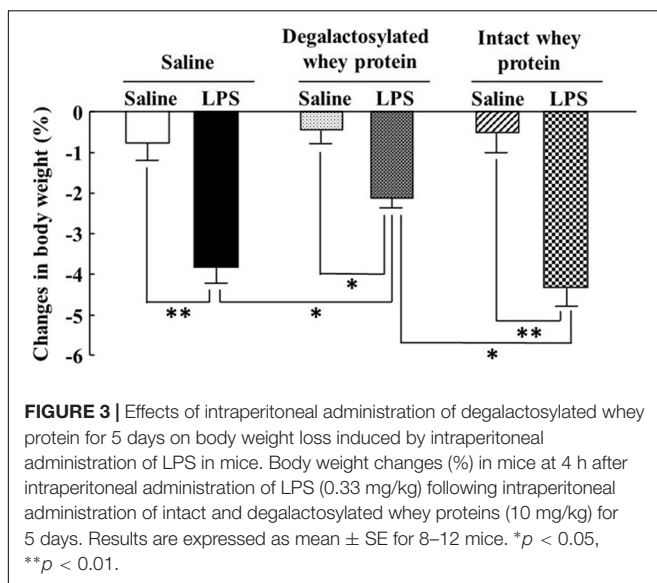 Degalactosylated Intact whey
Saline whey protein protein
Saline LPS Saline LPS Saline LPS
Changes in body weight (%)
0
-1
-2
-3
-4
-5
-6
*
** *
**
*
FIGURE 3 | Effects of intraperitoneal administration of degalactosylated whey
protein for 5 days on body weight loss induced by intraperitoneal
administration of LPS in mice. Body weight changes (%) in mice at 4 h after
intraperitoneal administration of LPS (0.33 mg/kg) following intraperitoneal
administration of intact and degalactosylated whey proteins (10 mg/kg) for
5 days. Results are expressed as mean ± SE for 8–12 mice. *p < 0.05,
**p < 0.01.